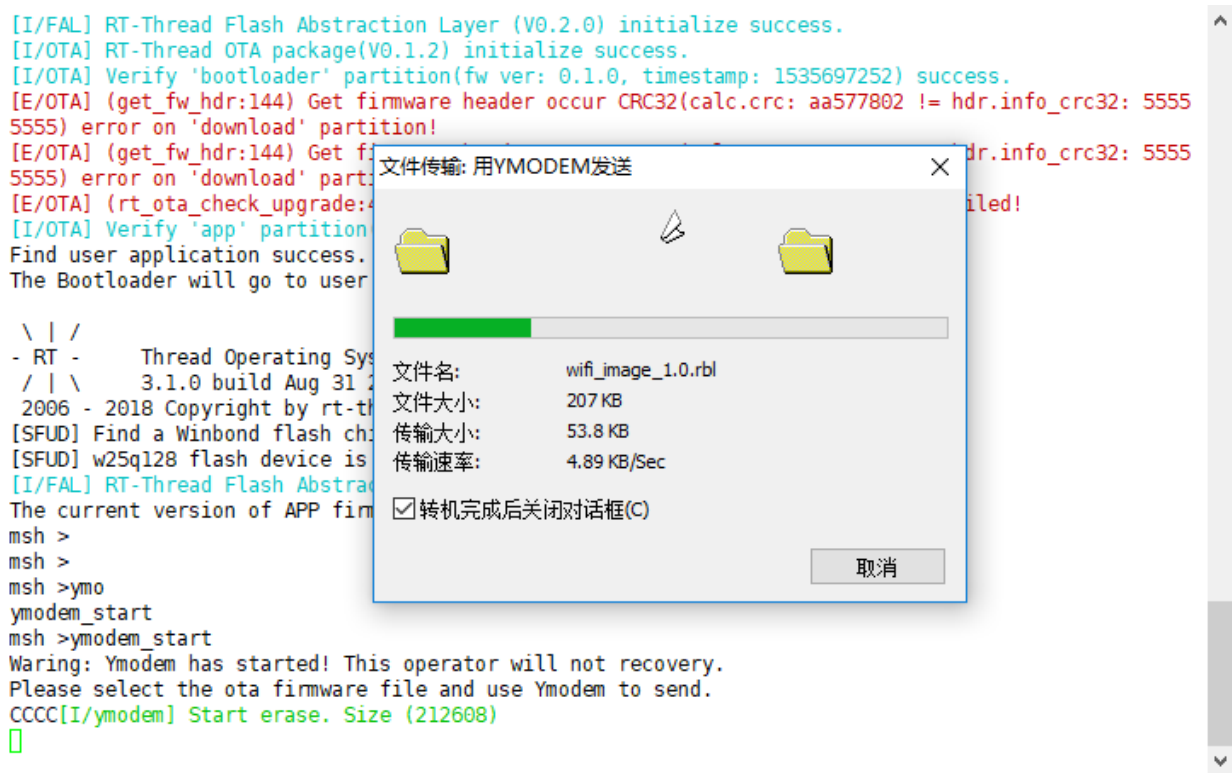 [I/FAL] RT-Thread Flash Abstraction Layer (V0.2.0) initialize success.
[I/OTA] RT-Thread OTA package(V0.1.2) initialize success.
[I/OTA] Verify 'bootloader' partition(fw ver: 0.1.0, timestamp: 1535697252) success.
[E/OTA] (get_fw_hdr:144) Get firmware header occur CRC32(calc.crc: aa577802 != hdr.info_crc32: 5555
5555) error on 'download' partition!
[E/OTA] (get_fw_hdr:144) Get fi dr.info_crc32: 5555
5555) error on 'download' parti
[E/OTA] (rt_ota_check_upgrade:4 iled!
[I/OTA] Verify 'app' partition
Find user application success.
The Bootloader will go to user
\ | /
- RT - Thread Operating Sys
/ | \ 3.1.0 build Aug 31 2
2006 - 2018 Copyright by rt-th
[SFUD] Find a Winbond flash chi
[SFUD] w25q128 flash device is
[I/FAL] RT-Thread Flash Abstrac
The current version of APP firm
msh >
msh >
msh >ymo
ymodem_start
msh >ymodem_start
Waring: Ymodem has started! This operator will not recovery.
Please select the ota firmware file and use Ymodem to send.
CCCC[I/ymodem] Start erase. Size (212608)
文件传输: 用YMODEM发送
文件名: wifi_image_1.0.rbl
文件大小: 207 KB
传输大小: 53.8 KB
传输速率: 4.89 KB/Sec
转机完成后关闭对话框(C)
取消